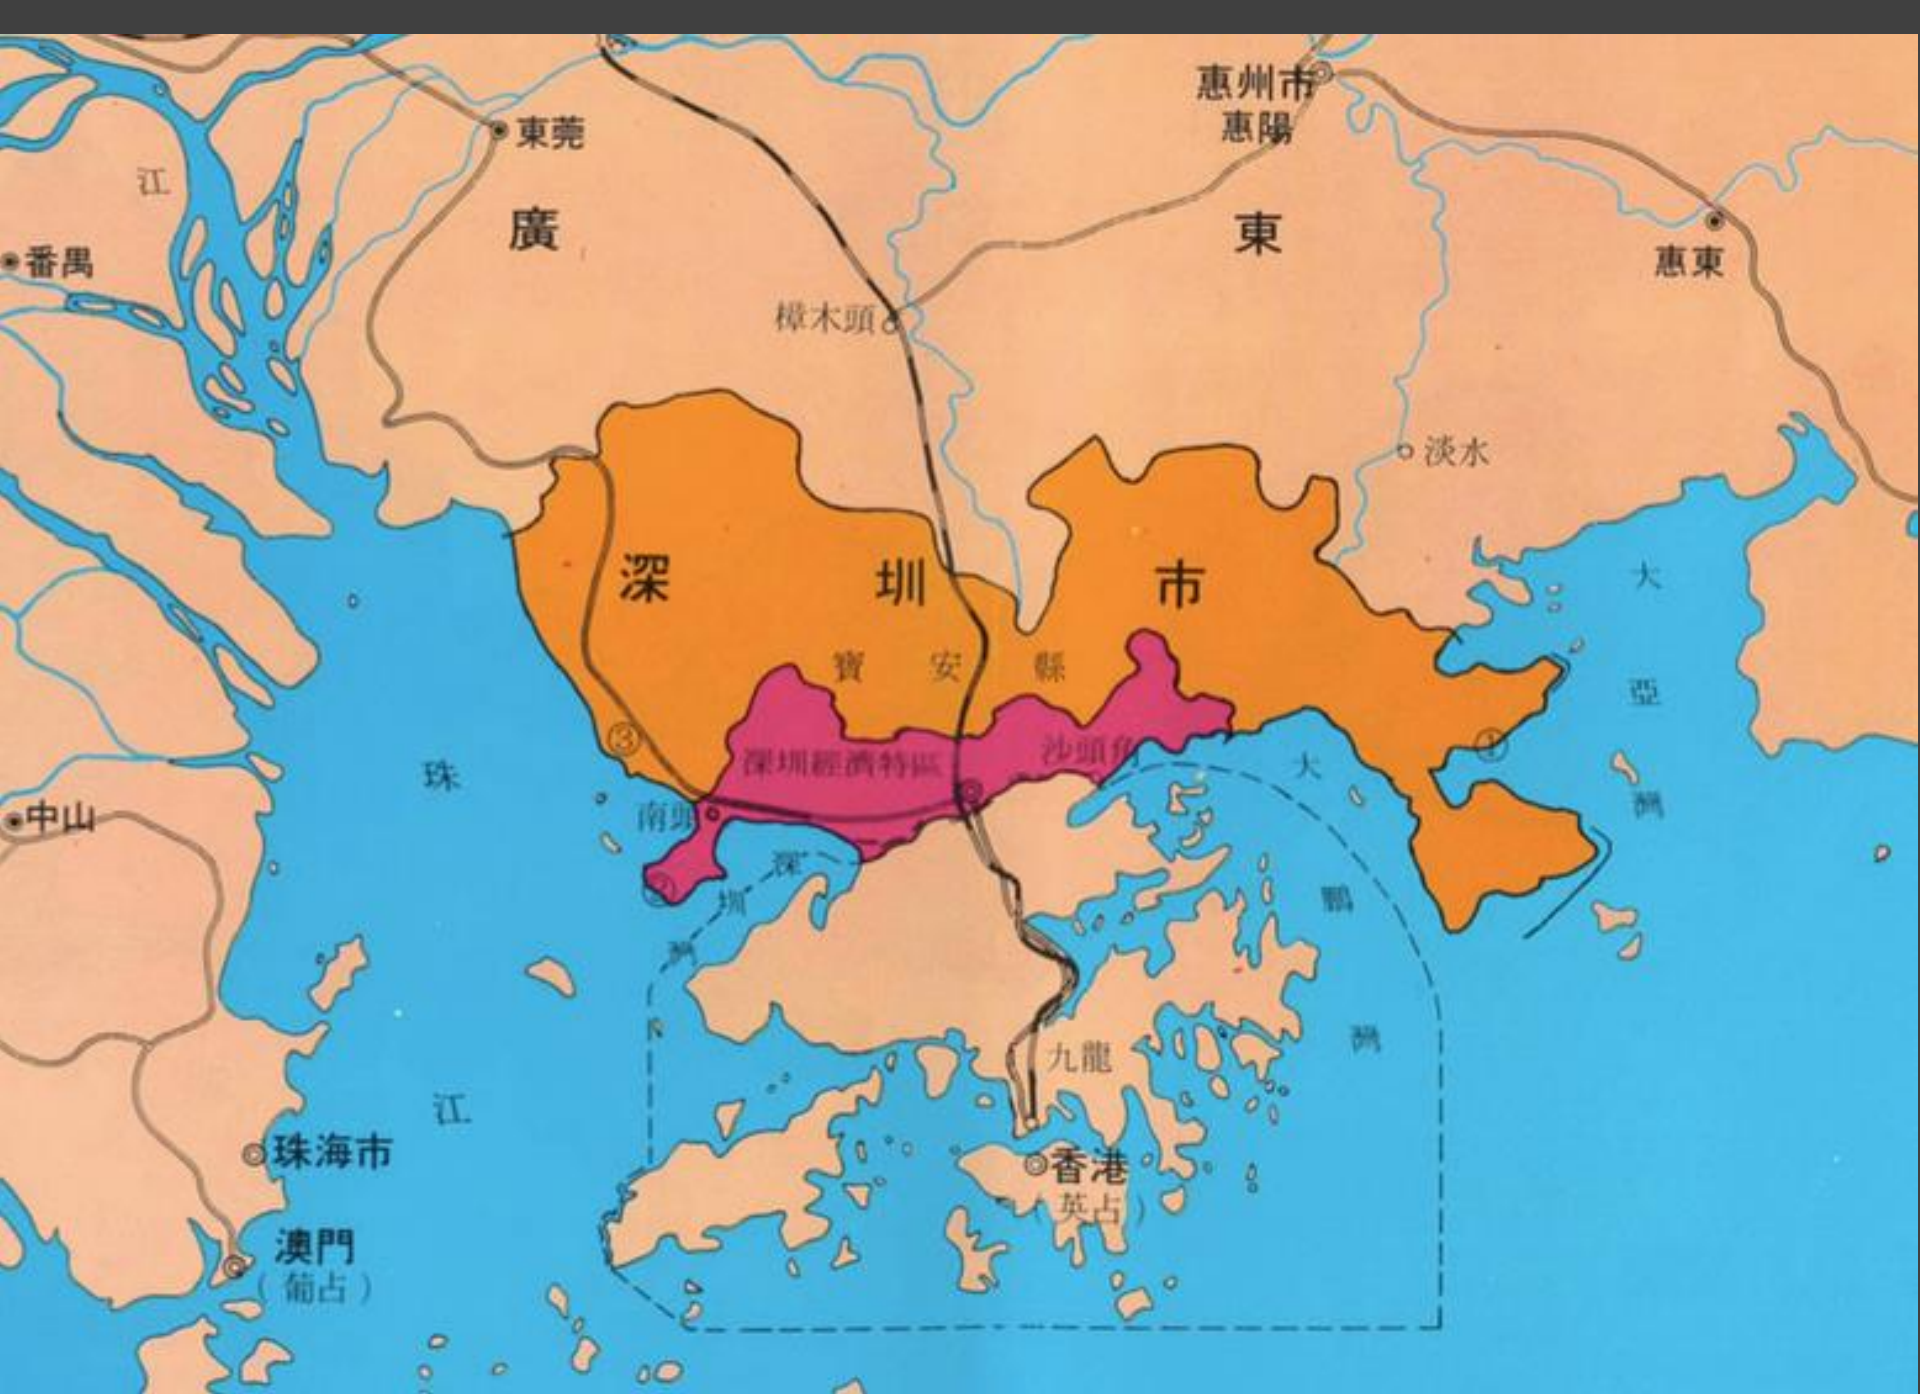 惠州市
惠陽
東莞
江
廣
東
番禺
惠東
樟木頭
淡水
深圳市
寶安縣
大亞灣
③
①
深圳經濟特區
沙頭角
珠江
南頭
中山
②
深圳灣
大鵬灣
九龍
珠海市
香港
(英占)
澳門
(葡占)